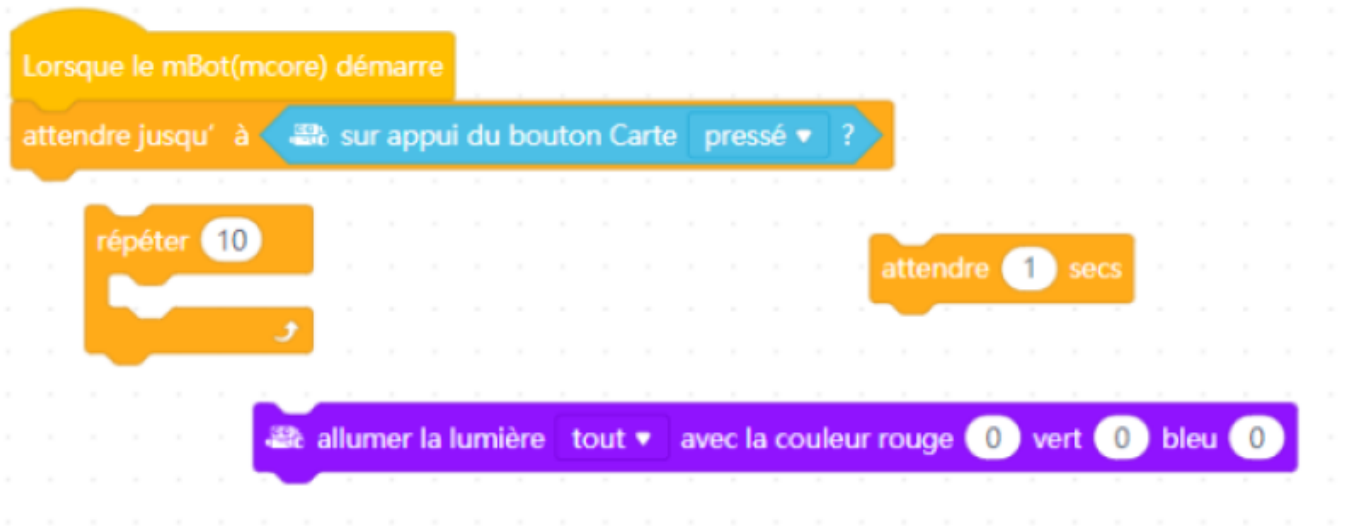 Lorsque le mBot(mcore) démarre
attendre jusqu' à sur appui du bouton Carte pressé ?
répéter 10
attendre 1 secs
allumer la lumière tout avec la couleur rouge 0 vert 0 bleu 0